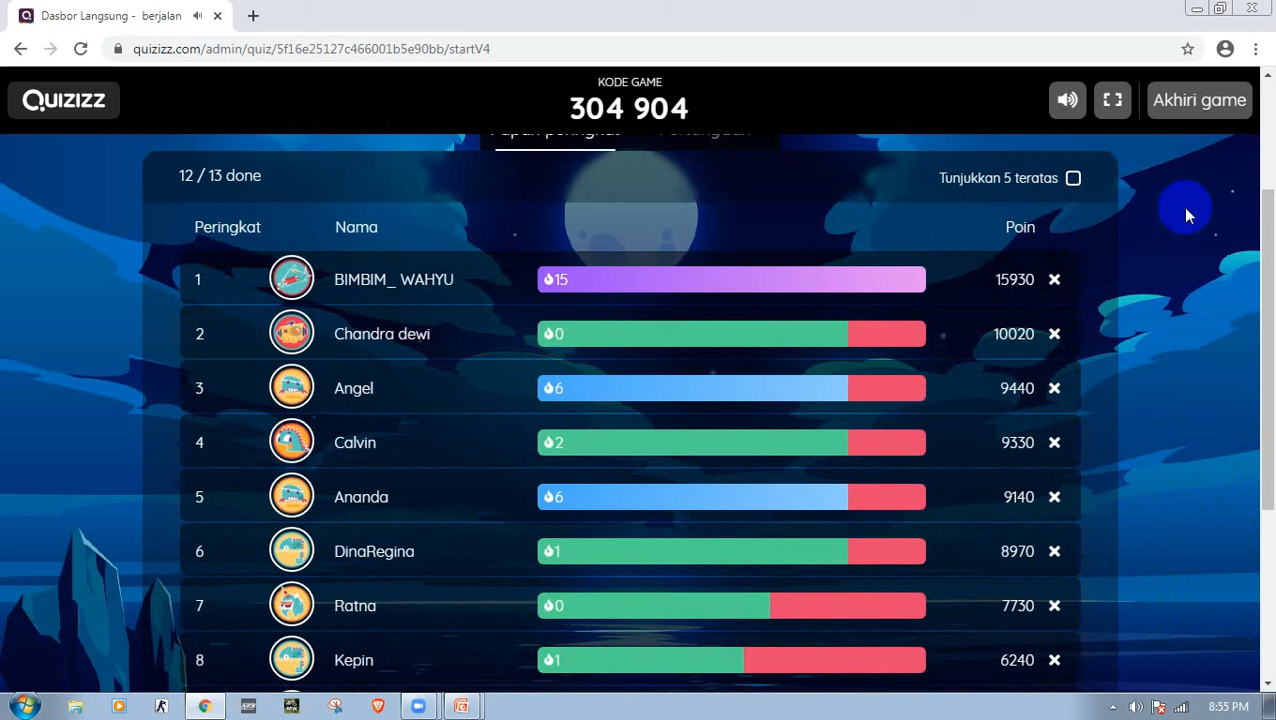 Dasbor Langsung - berjalan
quizizz.com/admin/quiz/5f16e25127c466001b5e90bb/startV4
QUIZIZZ
KODE GAME
304 904
Akhiri game
Papan peringkat
12 / 13 done
Tunjukkan 5 teratas
Peringkat Nama Poin
1 BIMBIM_ WAHYU 15 15930
2 Chandra dewi 0 10020
3 Angel 6 9440
4 Calvin 2 9330
5 Ananda 6 9140
6 DinaRegina 1 8970
7 Ratna 0 7730
8 Kepin 1 6240
8:55 PM